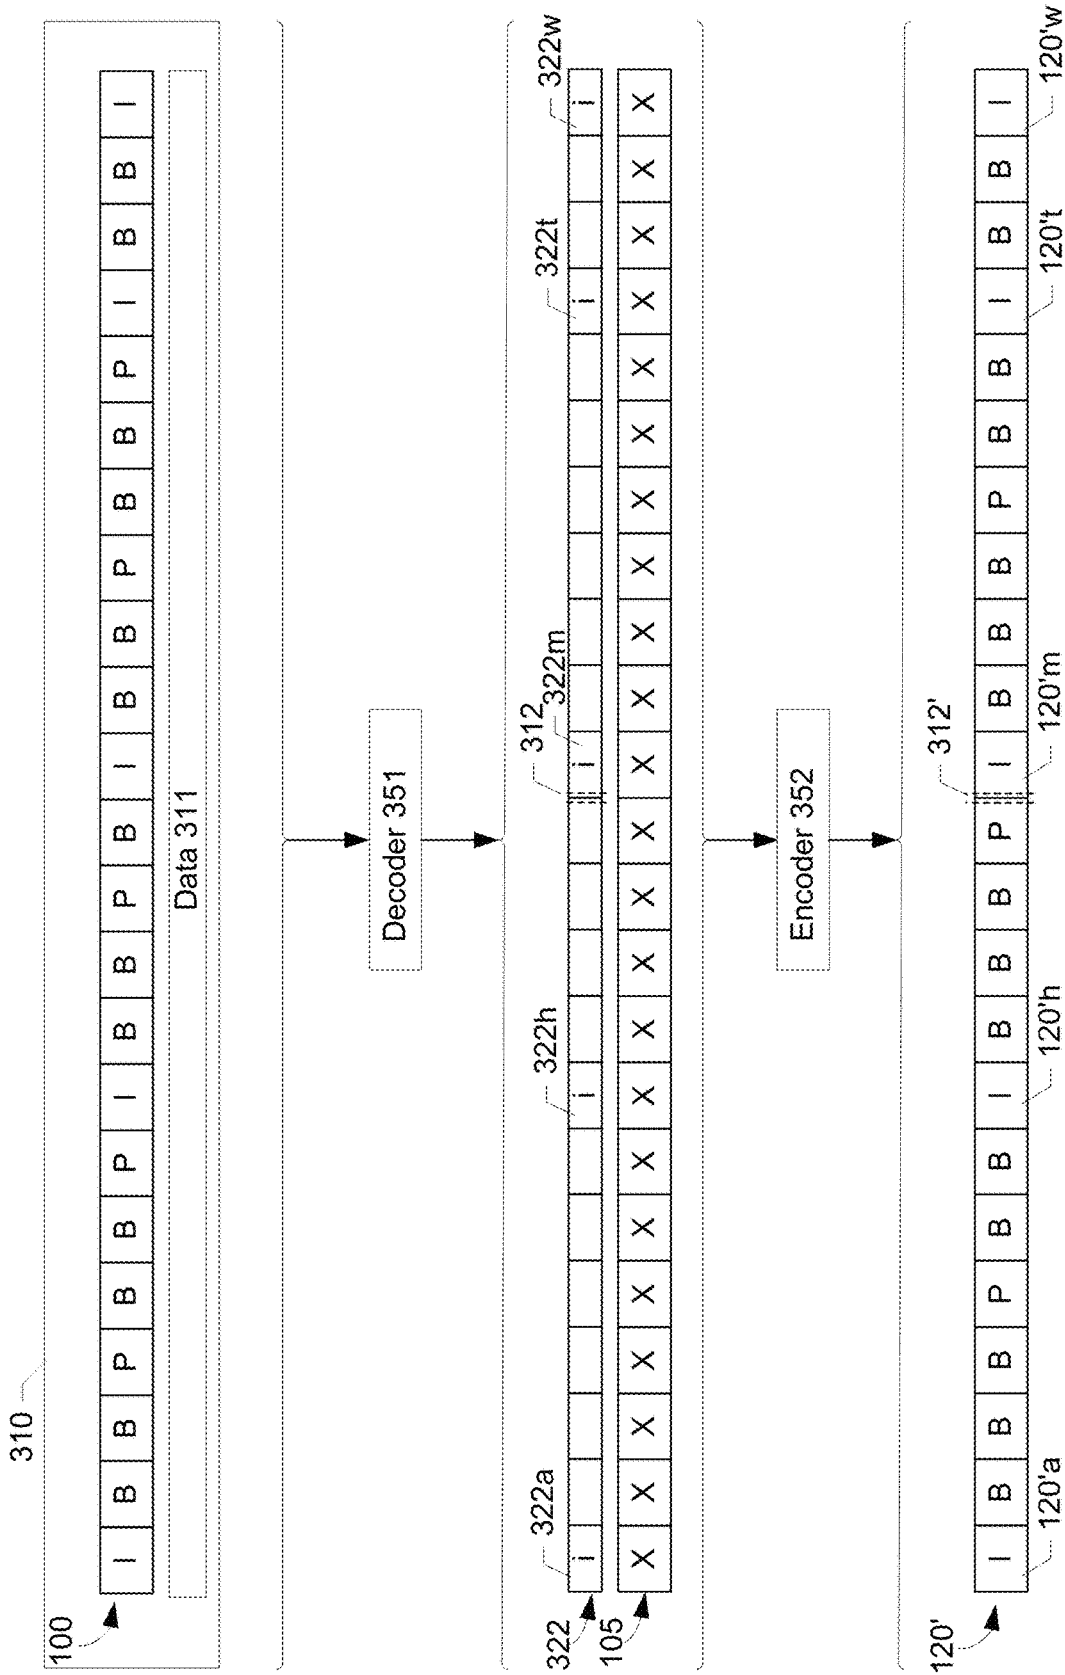 310
100
I B B P B B P I B B P B I B B P B B P I B B I
Data 311
Decoder 351
322a 322h 312 322m 322t 322w
322
i i i i i
105
X X X X X X X X X X X X X X X X X X X X X X X
Encoder 352
312'
120'
I B B B P B B I B B B P I B B B P B B I B B I
120'a 120'h 120'm 120't 120'w